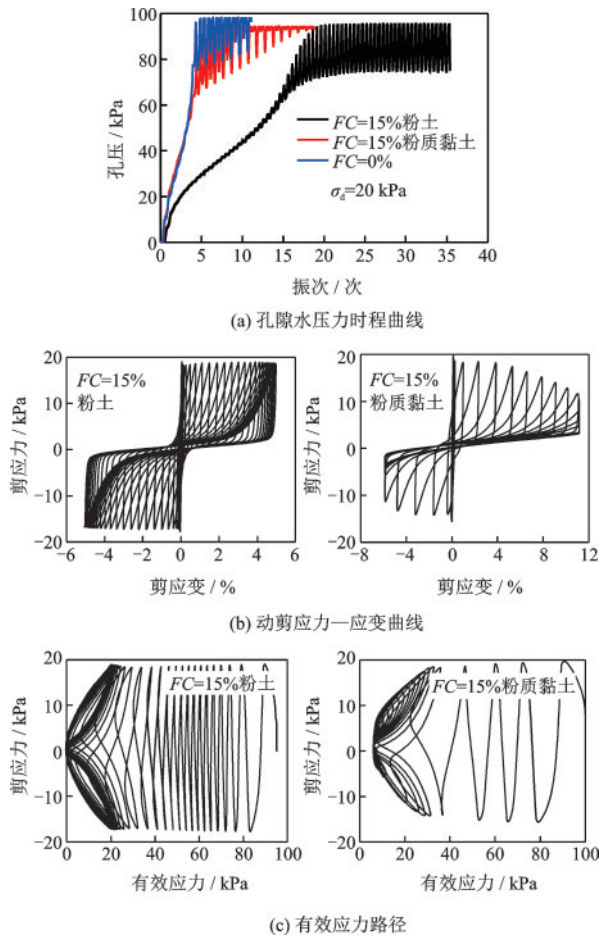 100
80
60
40
20
0
孔压 / kPa
FC=15%粉土
FC=15%粉质黏土
FC=0%
σd=20 kPa
0 5 10 15 20 25 30 35 40
振次 / 次
(a) 孔隙水压力时程曲线
20
10
0
−10
−20
剪应力 / kPa
FC=15%
粉土
−6 −4 −2 0 2 4 6
剪应变 / %
20
10
0
−10
−20
剪应力 / kPa
FC=15%
粉质黏土
−8 −4 0 4 8 12
剪应变 / %
(b) 动剪应力—应变曲线
20
10
0
−10
−20
剪应力 / kPa
FC=15%粉土
0 20 40 60 80 100
有效应力 / kPa
20
10
0
−10
−20
剪应力 / kPa
FC=15%粉质黏土
0 20 40 60 80 100
有效应力 / kPa
(c) 有效应力路径